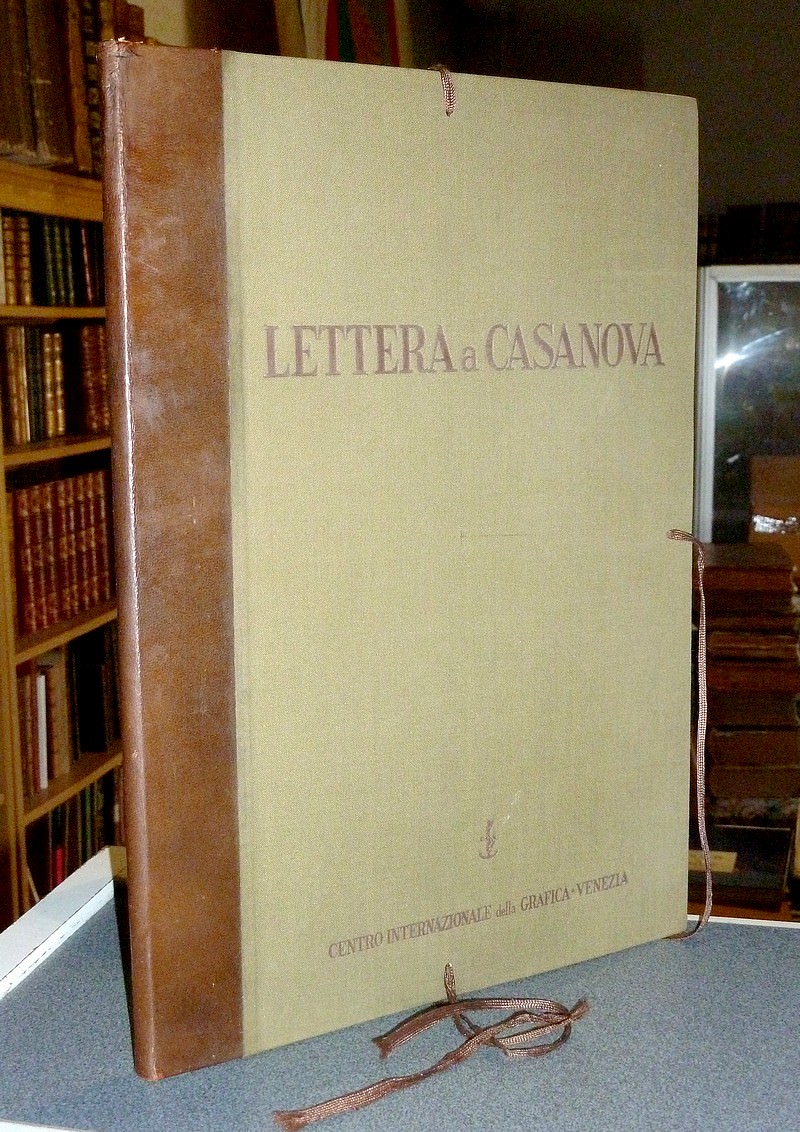 LETTERA a CASANOVA
CENTRO INTERNAZIONALE della GRAFICA - VENEZIA